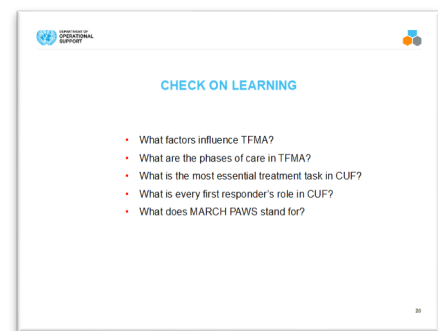 DEPARTMENT OF
OPERATIONAL
SUPPORT
CHECK ON LEARNING
• What factors influence TFMA?
• What are the phases of care in TFMA?
• What is the most essential treatment task in CUF?
• What is every first responder's role in CUF?
• What does MARCH PAWS stand for?
20